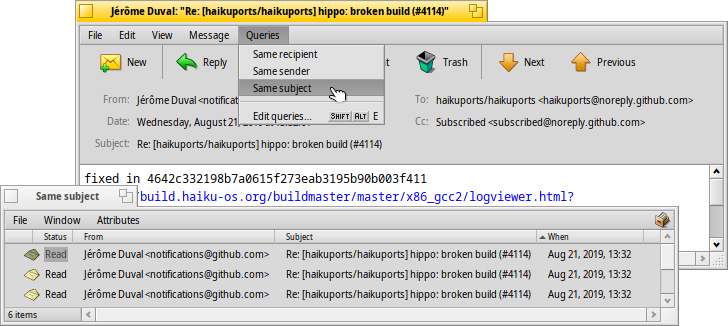 Jérôme Duval: "Re: [haikuports/haikuports] hippo: broken build (#4114)"
File Edit View Message Queries
Same recipient
Same sender
Same subject
Edit queries... SHIFT ALT E
New Reply Trash Next Previous
From: Jérôme Duval <notifications To: haikuports/haikuports <haikuports@noreply.github.com>
Date: Wednesday, August 21, Cc: Subscribed <subscribed@noreply.github.com>
Subject: Re: [haikuports/haikuports] hippo: broken build (#4114)
fixed in 4642c332198b7a0615f273eab3195b90b003f411
/build.haiku-os.org/buildmaster/master/x86_gcc2/logviewer.html?
Same subject
File Window Attributes
Status From Subject When
Read Jérôme Duval <notifications@github.com> Re: [haikuports/haikuports] hippo: broken build (#4114) Aug 21, 2019, 13:32
Read Jérôme Duval <notifications@github.com> Re: [haikuports/haikuports] hippo: broken build (#4114) Aug 21, 2019, 13:32
Read Jérôme Duval <notifications@github.com> Re: [haikuports/haikuports] hippo: broken build (#4114) Aug 21, 2019, 13:32
6 items